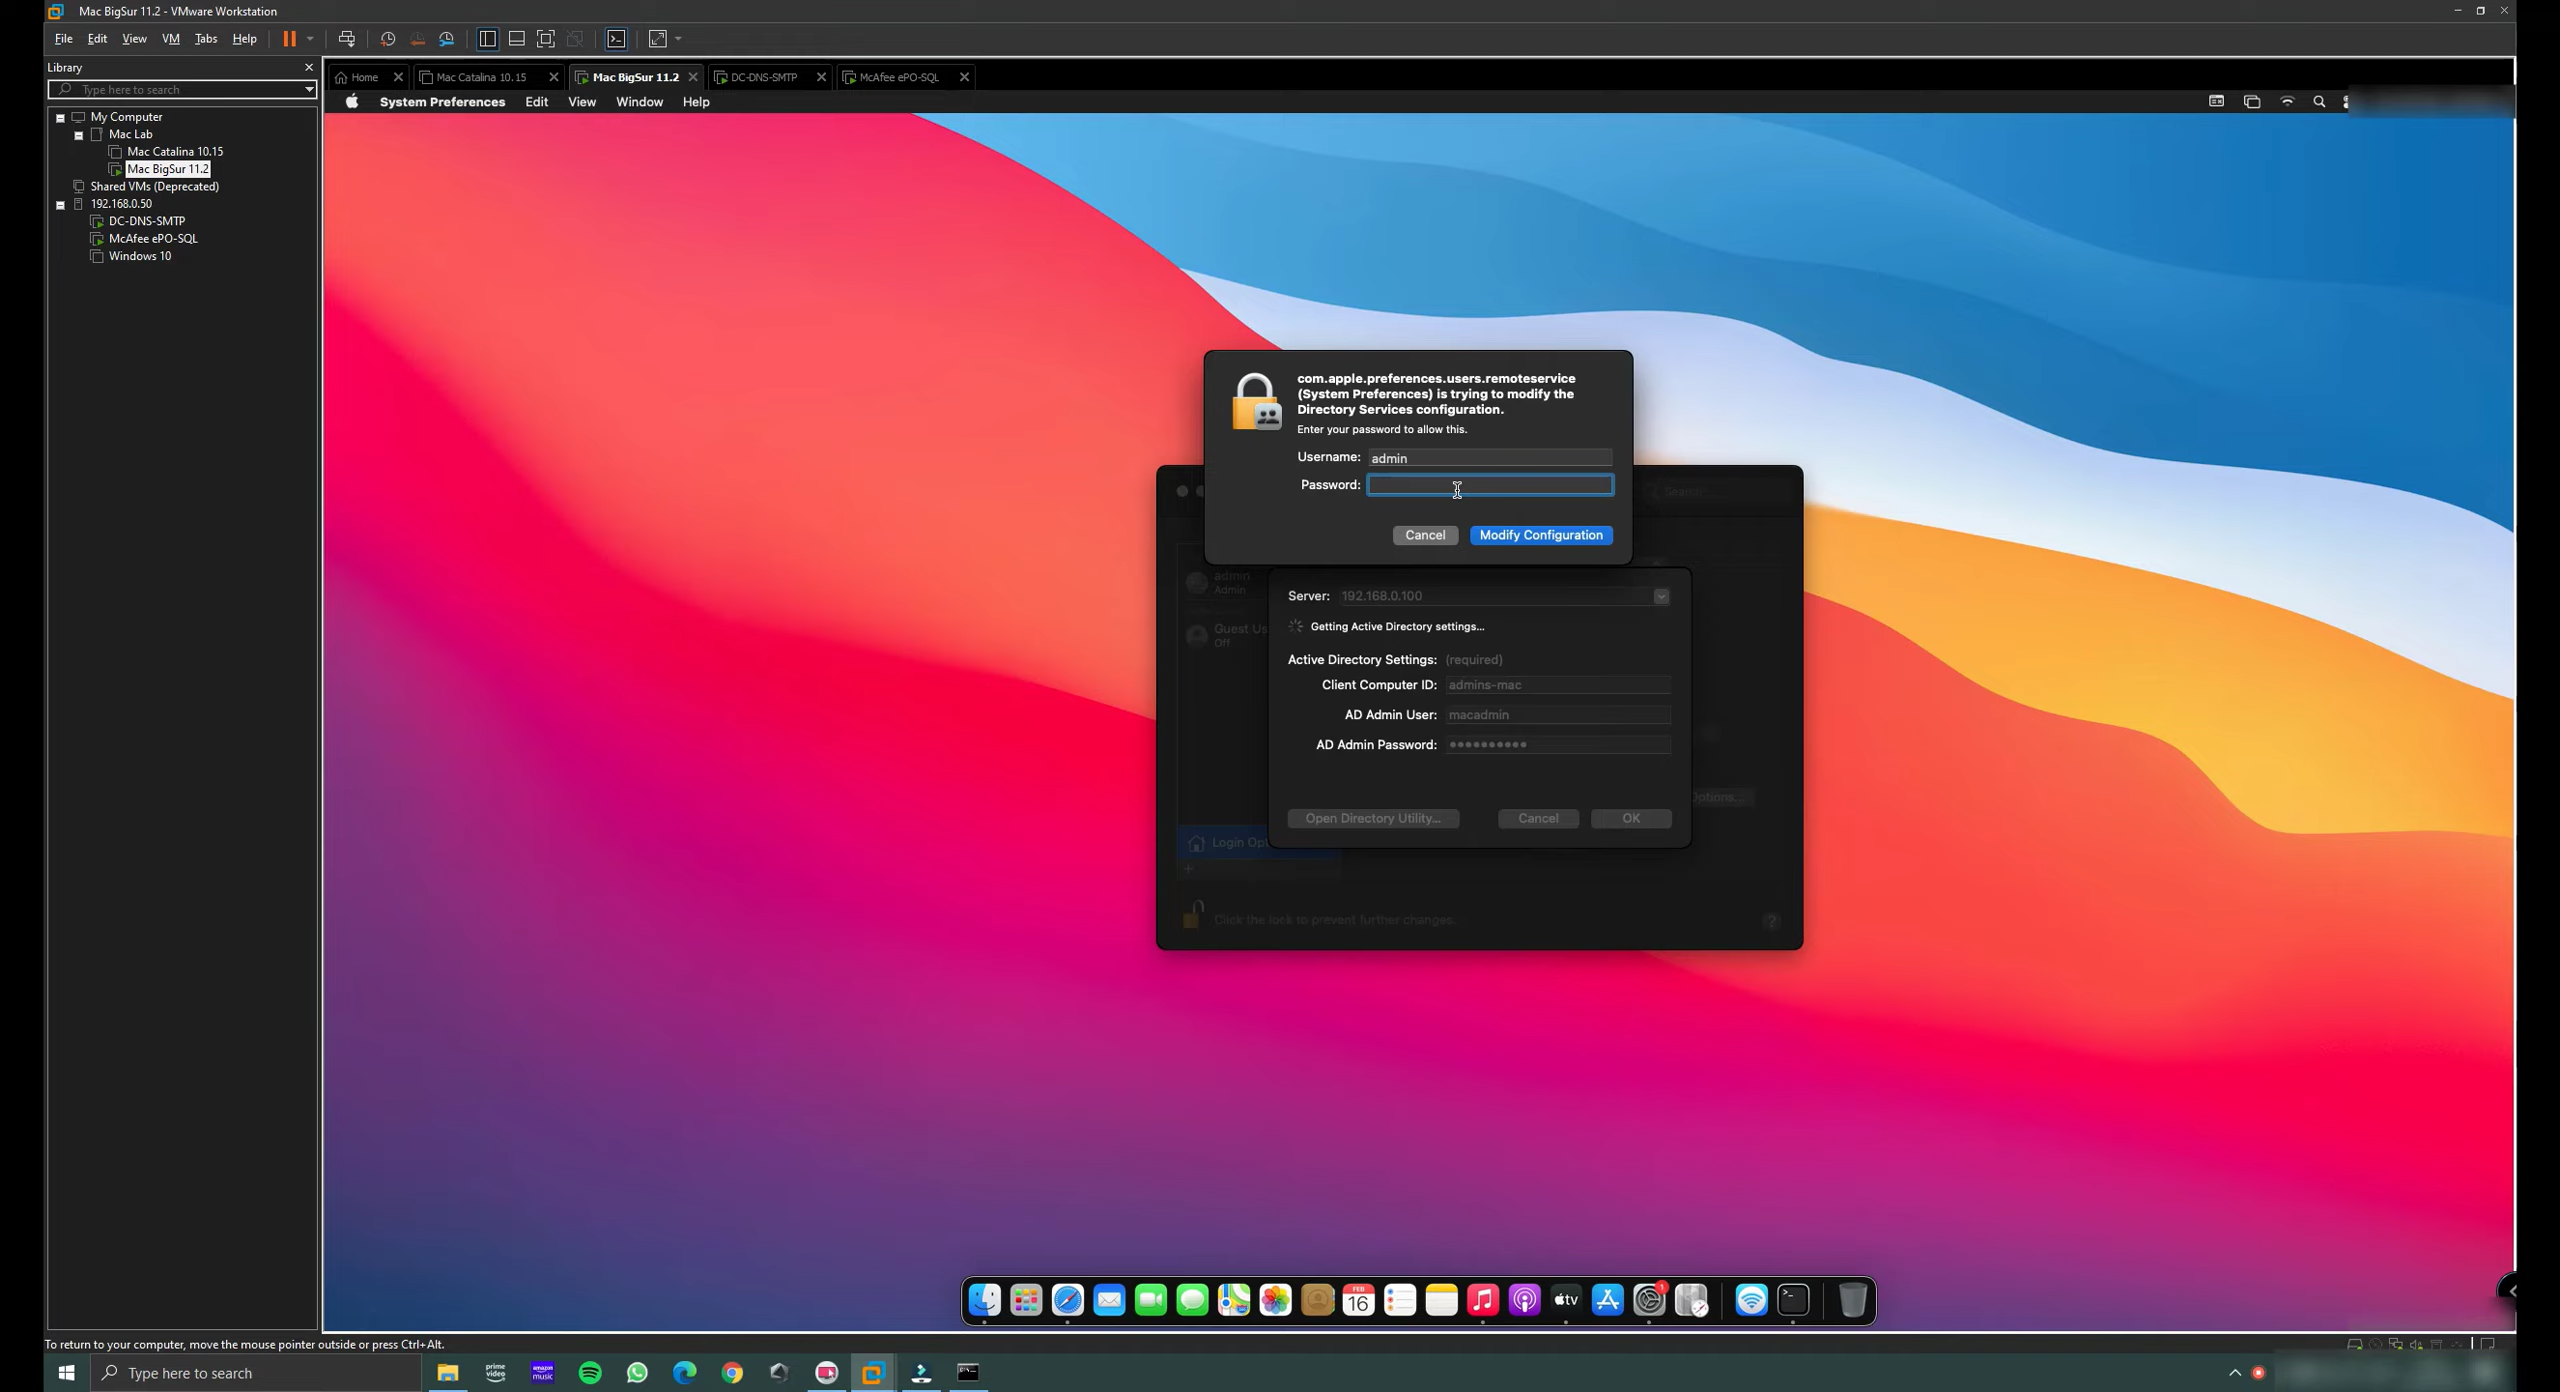 Mac BigSur 11.2 - VMware Workstation
File Edit View VM Tabs Help
Library
Type here to search
My Computer
Mac Lab
Mac Catalina 10.15
Mac BigSur 11.2
Shared VMs (Deprecated)
192.168.0.50
DC-DNS-SMTP
McAfee ePO-SQL
Windows 10
Home Mac Catalina 10.15 Mac BigSur 11.2 DC-DNS-SMTP McAfee ePO-SQL
System Preferences Edit View Window Help
com.apple.preferences.users.remoteservice
(System Preferences) is trying to modify the
Directory Services configuration.
Enter your password to allow this.
Username: admin
Password:
Cancel Modify Configuration
Search
admin
Admin
Guest Us
Off
Server: 192.168.0.100
Getting Active Directory settings...
Active Directory Settings: (required)
Client Computer ID: admins-mac
AD Admin User: macadmin
AD Admin Password: ••••••••••
Options...
Open Directory Utility... Cancel OK
Login Opt
Click the lock to prevent further changes.
?
FEB
16
tv
1
To return to your computer, move the mouse pointer outside or press Ctrl+Alt.
Type here to search
prime video
amazon music